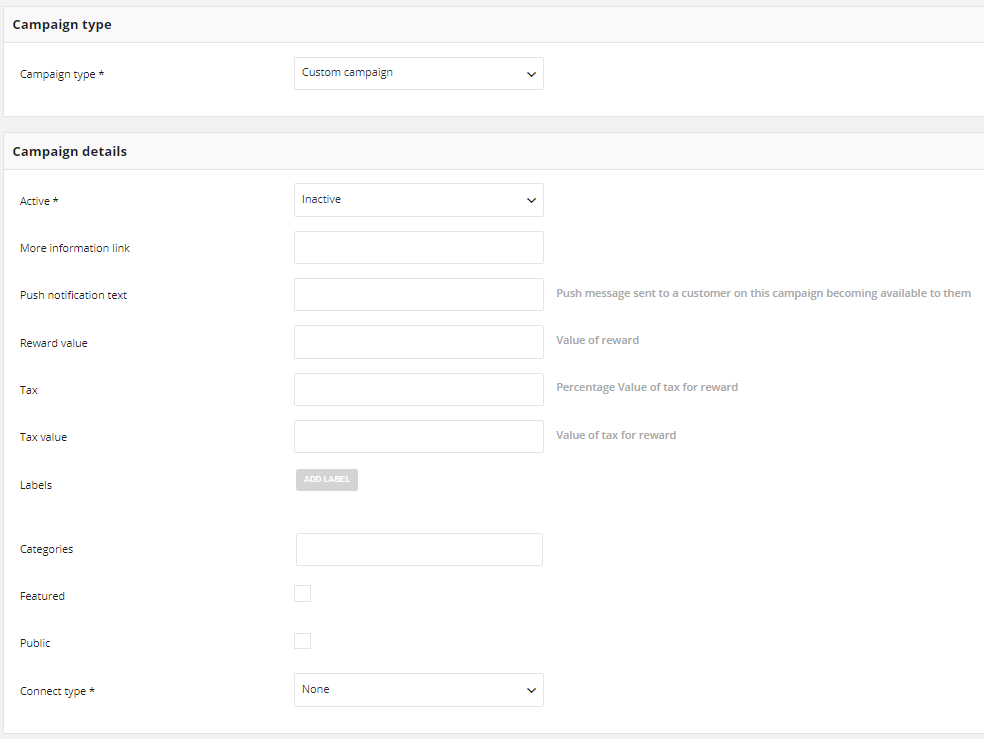 Campaign type
Campaign type *
Custom campaign
Campaign details
Active *
Inactive
More information link
Push notification text
Push message sent to a customer on this campaign becoming available to them
Reward value
Value of reward
Tax
Percentage Value of tax for reward
Tax value
Value of tax for reward
Labels
ADD LABEL
Categories
Featured
Public
Connect type *
None